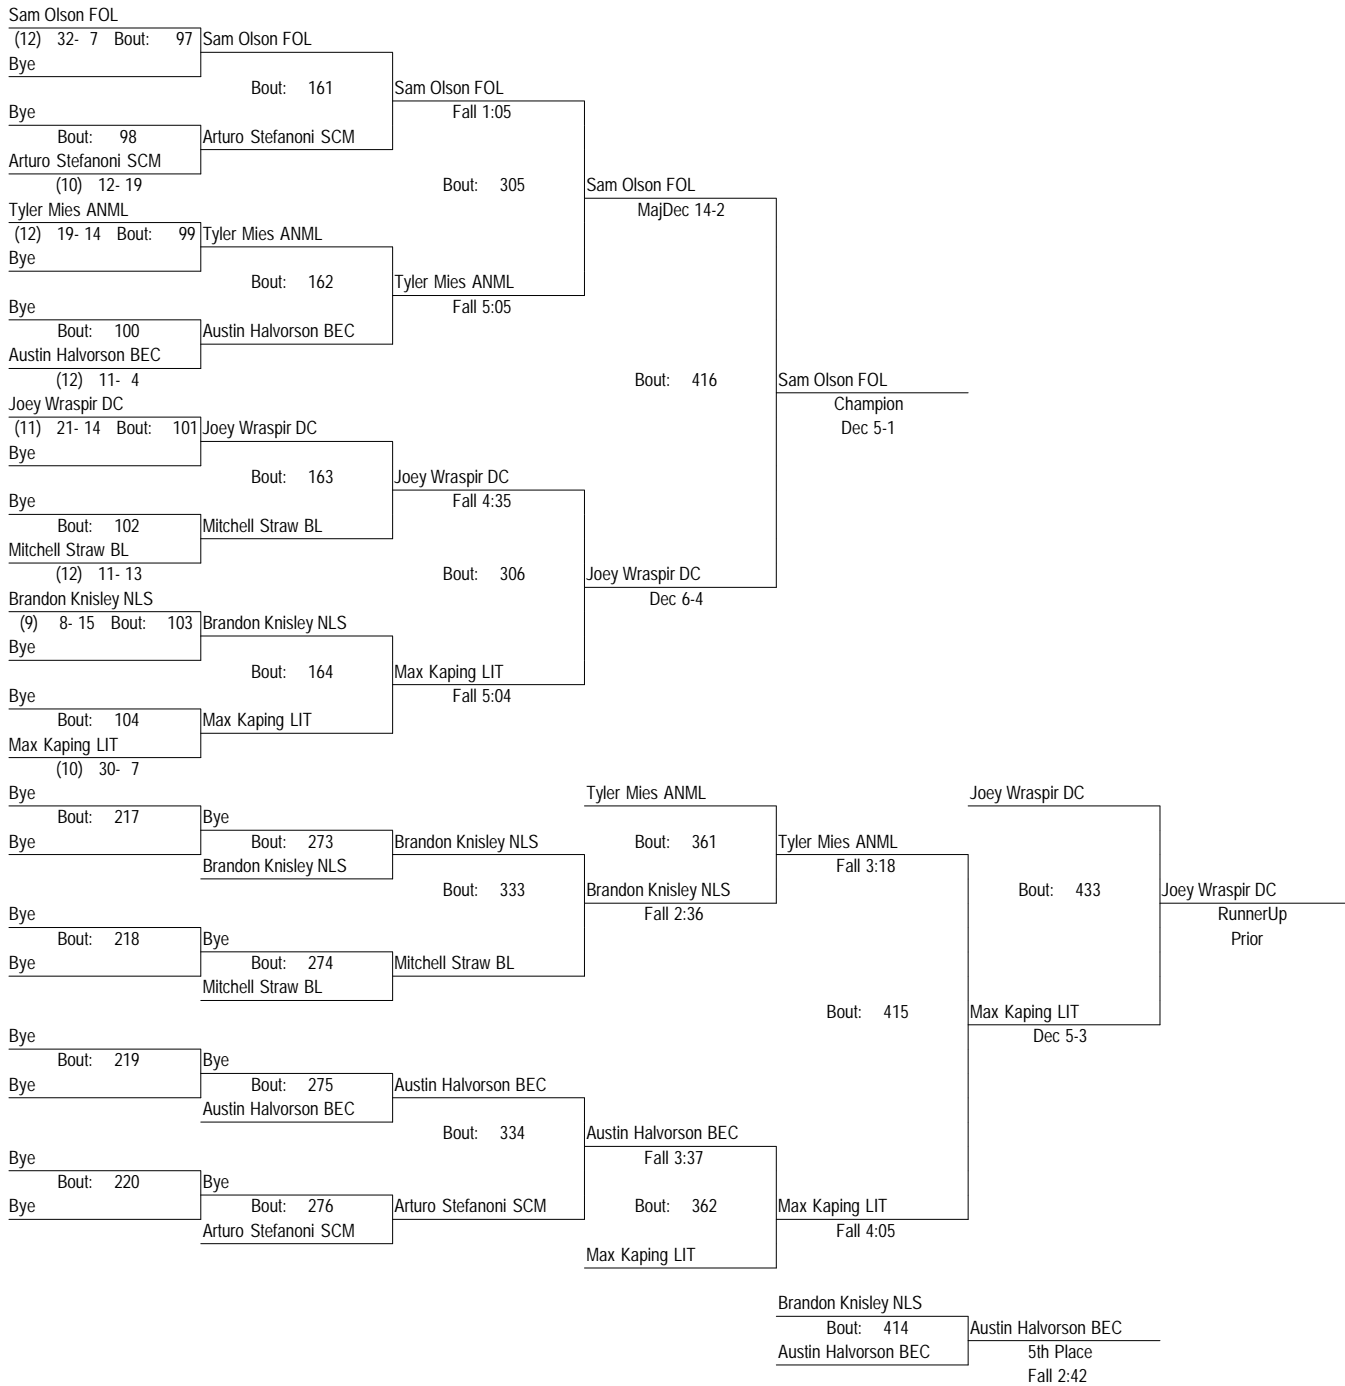 Sam Olson FOL
(12) 32- 7 Bout: 97 Sam Olson FOL
Bye
Bout: 161 Sam Olson FOL
Bye Fall 1:05
Bout: 98 Arturo Stefanoni SCM
Arturo Stefanoni SCM
(10) 12- 19 Bout: 305 Sam Olson FOL
Tyler Mies ANML MajDec 14-2
(12) 19- 14 Bout: 99 Tyler Mies ANML
Bye
Bout: 162 Tyler Mies ANML
Bye Fall 5:05
Bout: 100 Austin Halvorson BEC
Austin Halvorson BEC
(12) 11- 4 Bout: 416 Sam Olson FOL
Joey Wraspir DC Champion
(11) 21- 14 Bout: 101 Joey Wraspir DC Dec 5-1
Bye
Bout: 163 Joey Wraspir DC
Bye Fall 4:35
Bout: 102 Mitchell Straw BL
Mitchell Straw BL
(12) 11- 13 Bout: 306 Joey Wraspir DC
Brandon Knisley NLS Dec 6-4
(9) 8- 15 Bout: 103 Brandon Knisley NLS
Bye
Bout: 164 Max Kaping LIT
Bye Fall 5:04
Bout: 104 Max Kaping LIT
Max Kaping LIT
(10) 30- 7
Bye Tyler Mies ANML Joey Wraspir DC
Bout: 217 Bye
Bye Bout: 273 Brandon Knisley NLS Bout: 361 Tyler Mies ANML
Brandon Knisley NLS Fall 3:18
Bout: 333 Brandon Knisley NLS Bout: 433 Joey Wraspir DC
Bye Fall 2:36 RunnerUp
Bout: 218 Bye Prior
Bye Bout: 274 Mitchell Straw BL
Mitchell Straw BL
Bout: 415 Max Kaping LIT
Bye Dec 5-3
Bout: 219 Bye
Bye Bout: 275 Austin Halvorson BEC
Austin Halvorson BEC
Bout: 334 Austin Halvorson BEC
Bye Fall 3:37
Bout: 220 Bye
Bye Bout: 276 Arturo Stefanoni SCM Bout: 362 Max Kaping LIT
Arturo Stefanoni SCM Fall 4:05
Max Kaping LIT
Brandon Knisley NLS
Bout: 414 Austin Halvorson BEC
Austin Halvorson BEC 5th Place
Fall 2:42